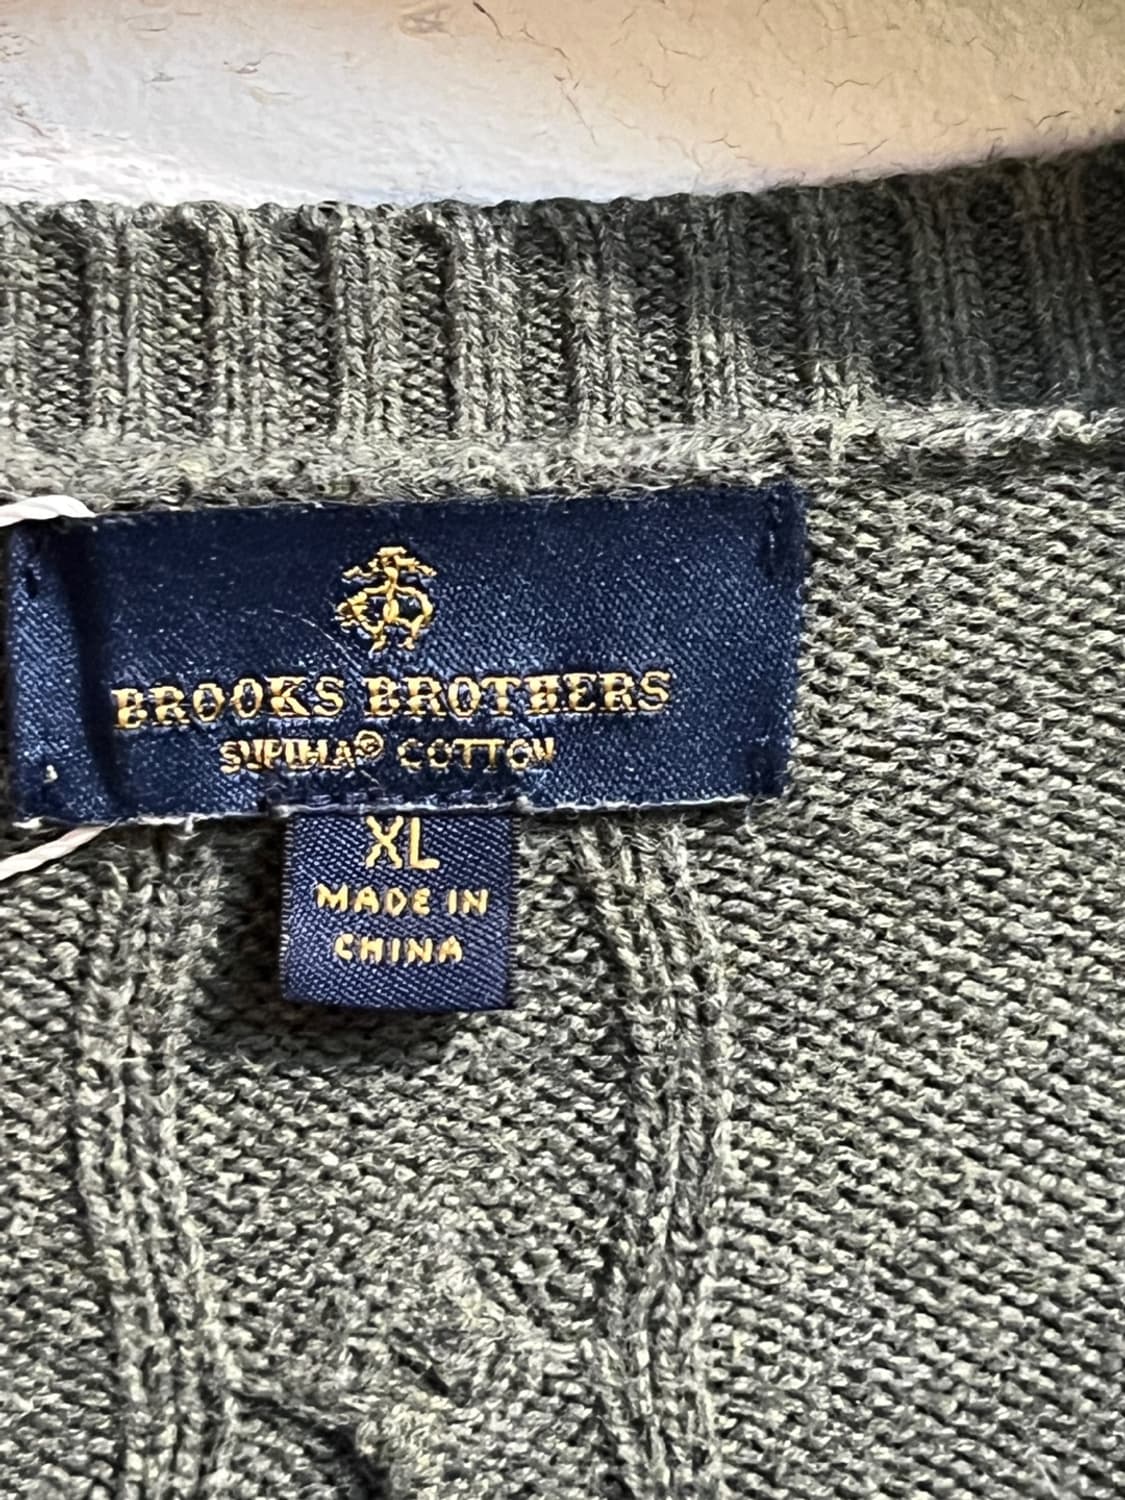 BROOKS BROTHERS
SUPIMA® COTTON
XL
MADE IN
CHINA